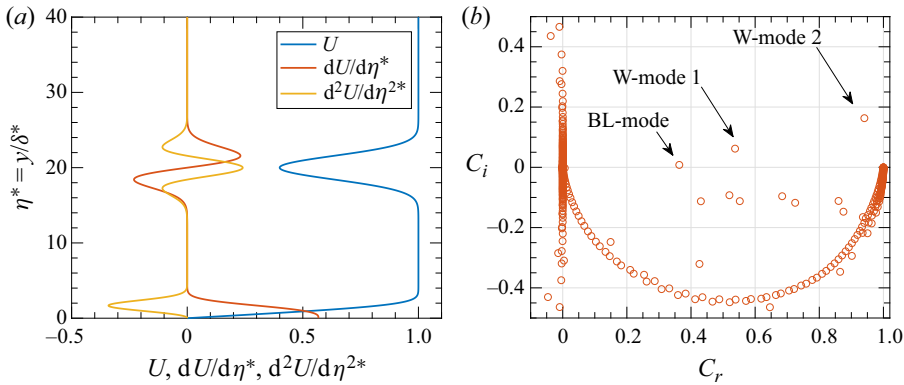 (a)
40
30
20
10
0
η* = y/δ*
U
dU/dη*
d²U/dη²*
−0.5
0
0.5
1.0
U, dU/dη*, d²U/dη²*
(b)
0.4
0.2
0
−0.2
−0.4
C_i
BL-mode
W-mode 1
W-mode 2
0
0.2
0.4
0.6
0.8
1.0
C_r